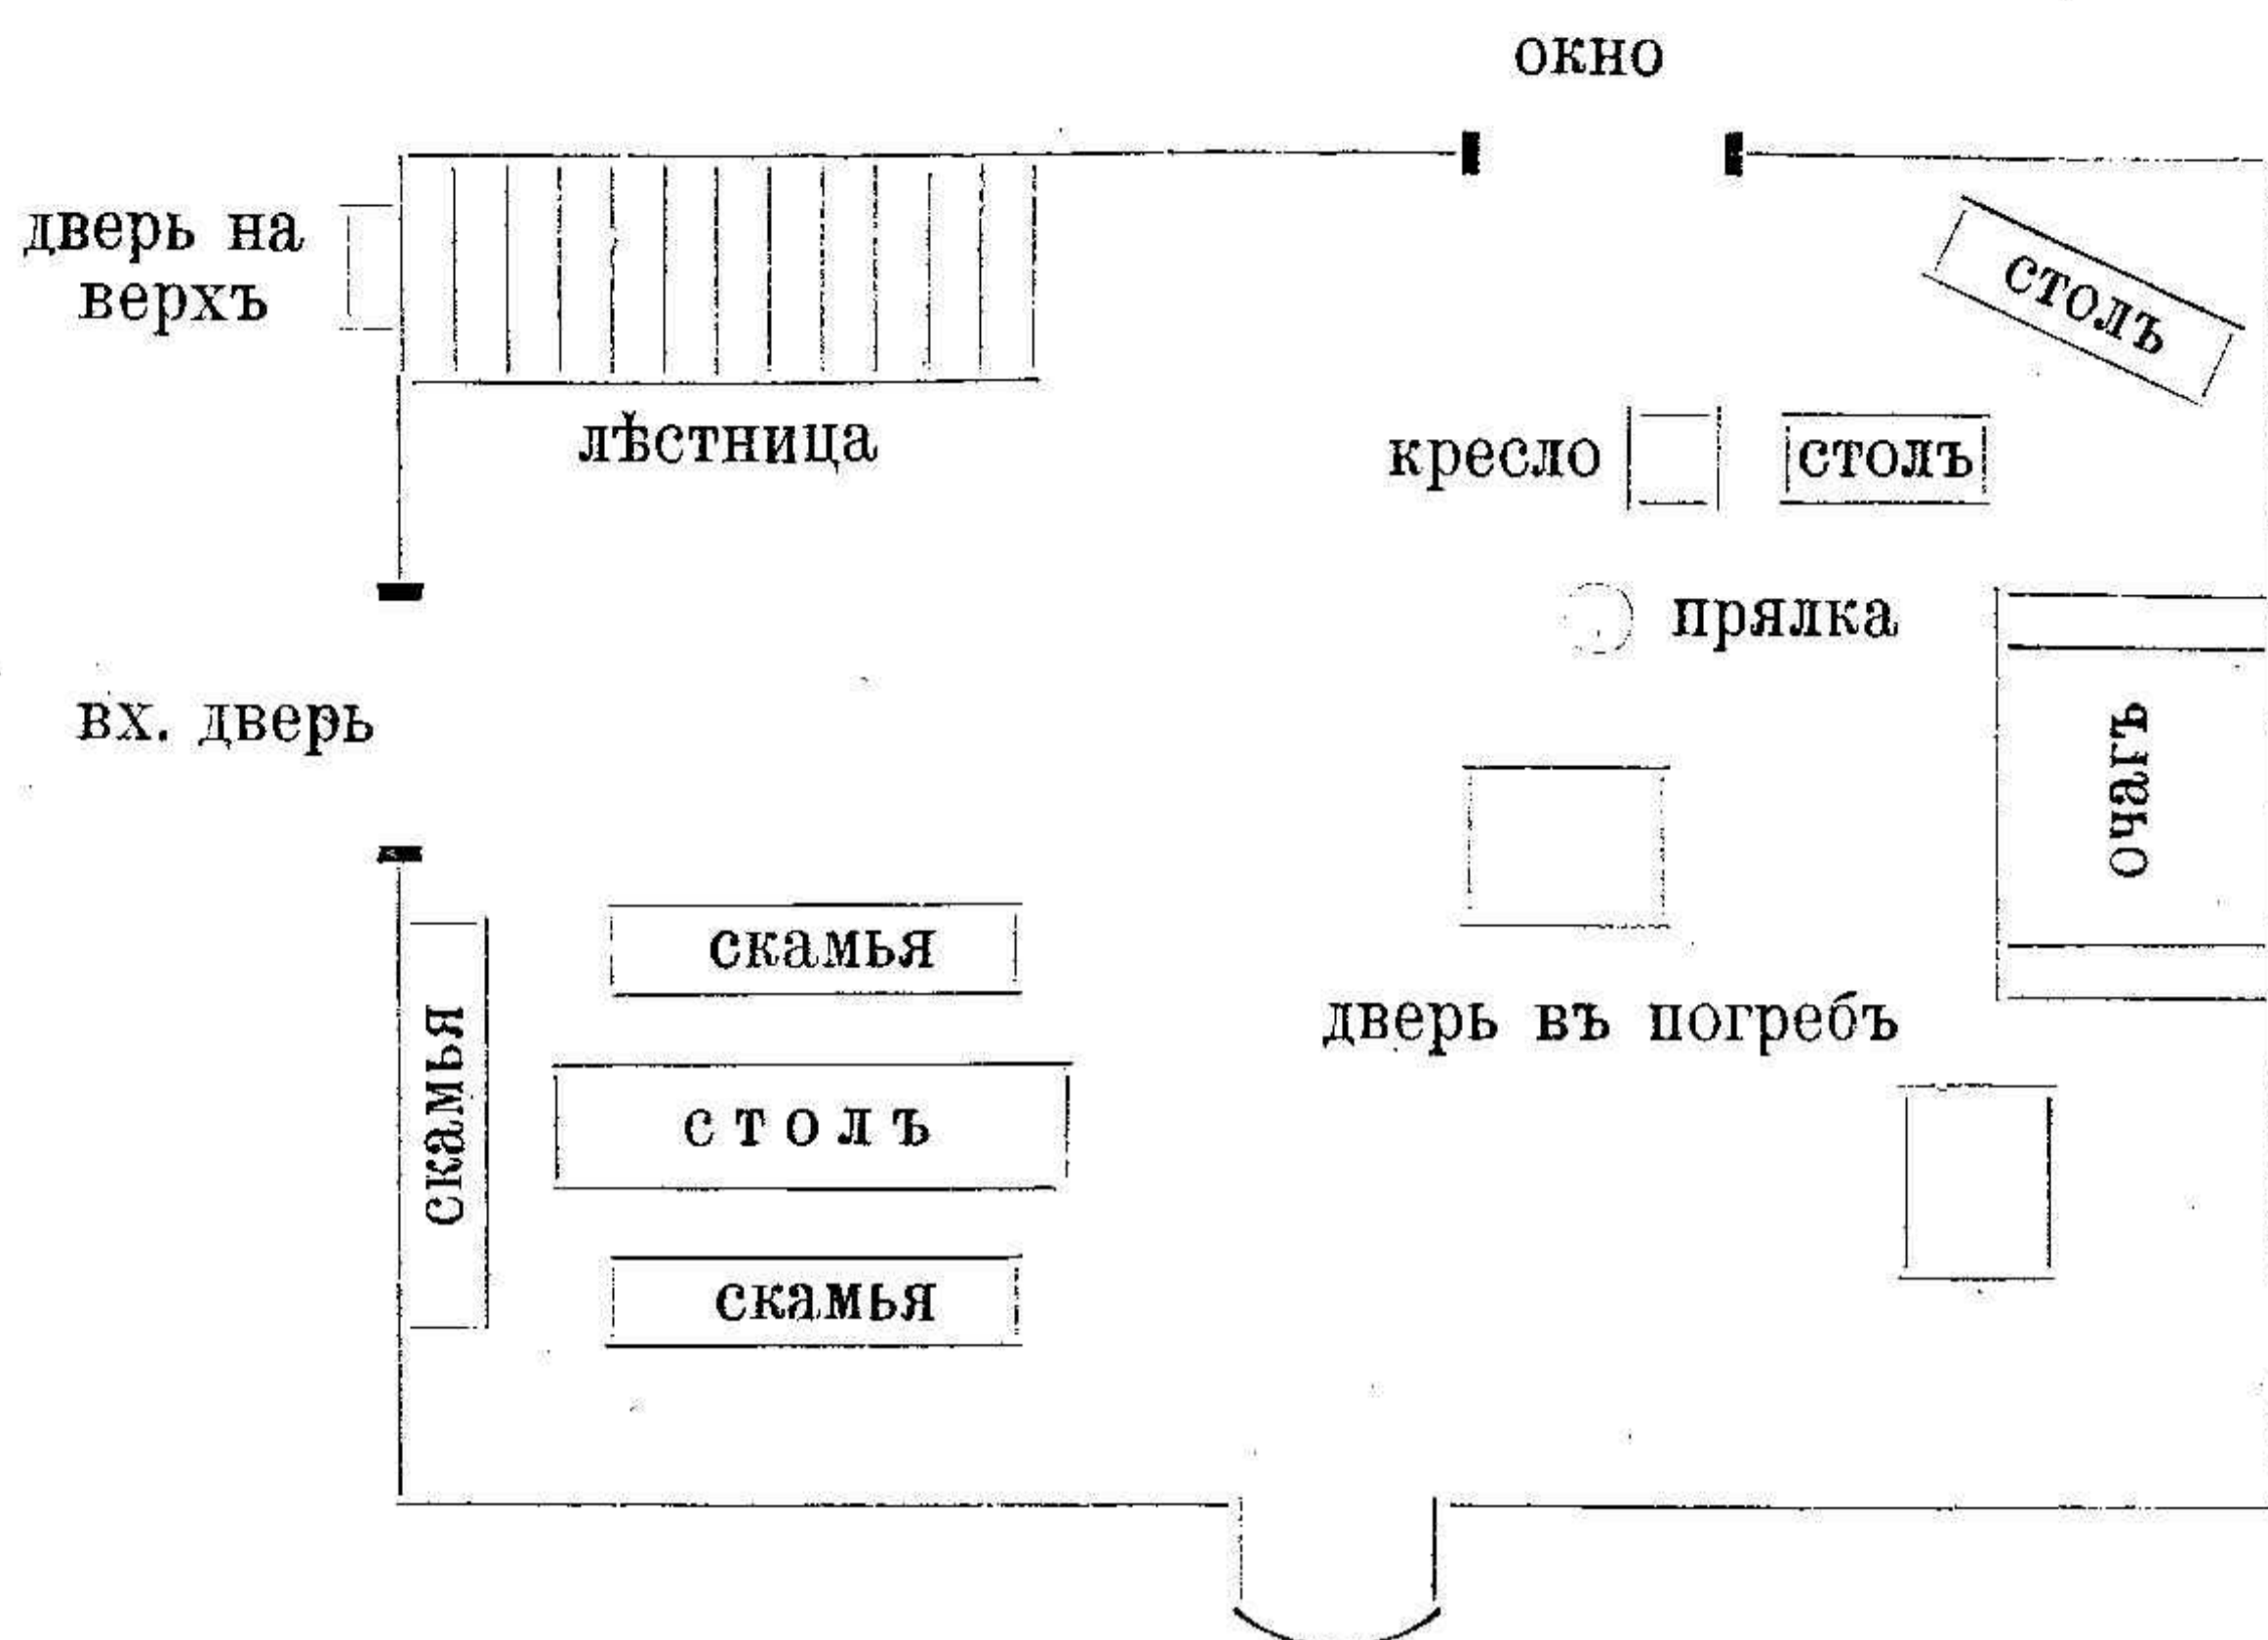 окно
дверь на
верхъ
лѣстница
столъ
кресло
столъ
прялка
вх. дверь
очагъ
скамья
скамья
дверь въ погребъ
столъ
скамья